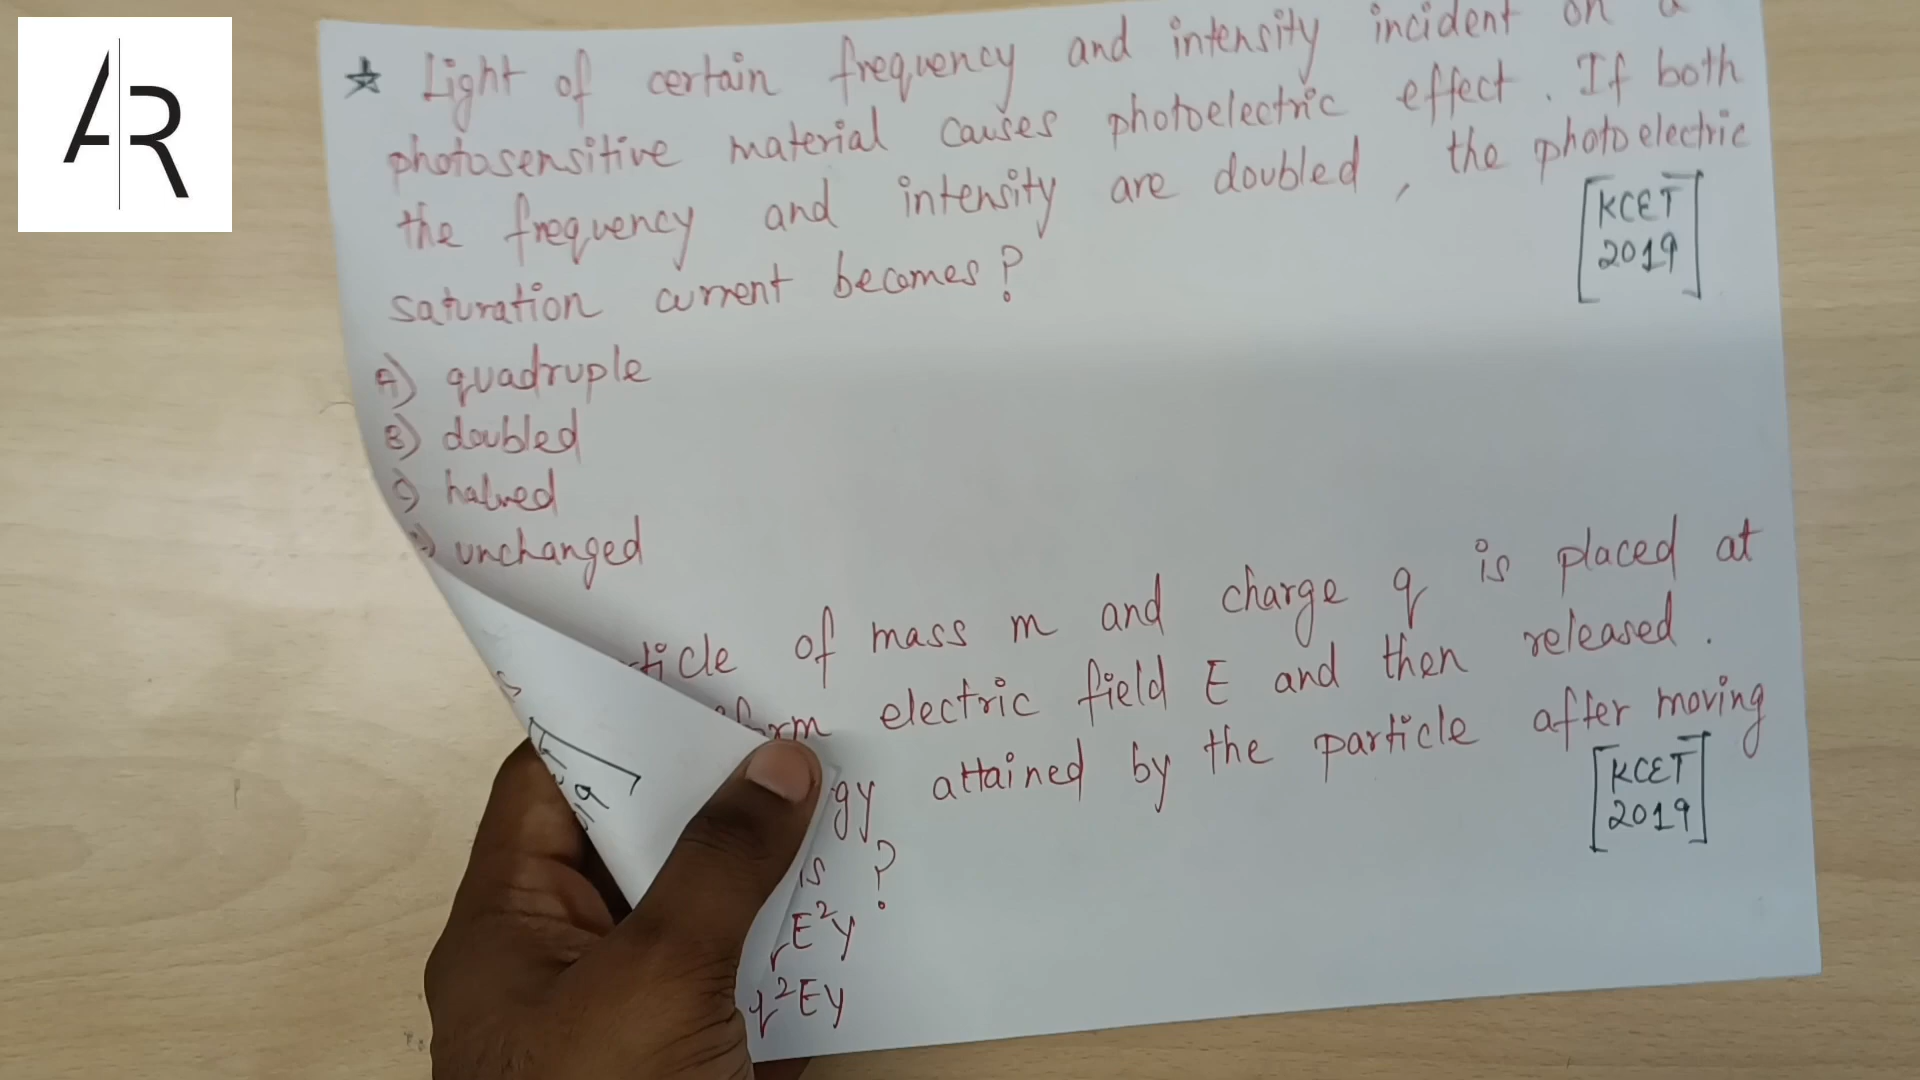 AR
☆ Light of certain frequency and intensity incident on a
photosensitive material causes photoelectric effect. If both
the frequency and intensity are doubled, the photoelectric
saturation current becomes?
[KCET
2019]
A) quadruple
B) doubled
C) halved
unchanged
of mass m and charge q is placed at
electric field E and then released.
attained by the particle after moving
[KCET
2019]
is ?
E²y
q²Ey